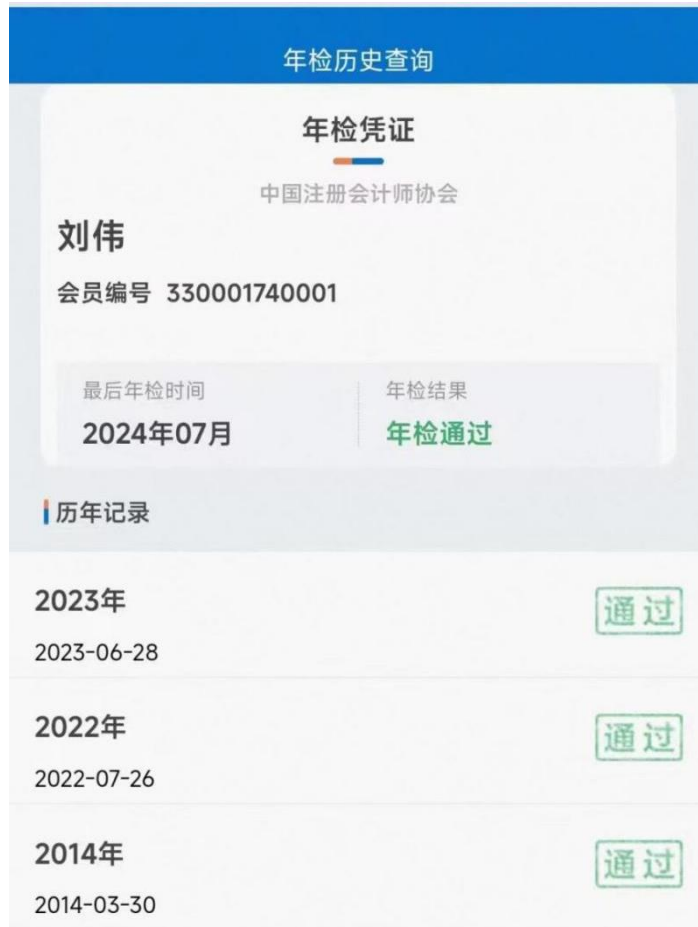 年检历史查询
年检凭证
中国注册会计师协会
刘伟
会员编号 330001740001
最后年检时间 年检结果
2024年07月 年检通过
历年记录
2023年 通过
2023-06-28
2022年 通过
2022-07-26
2014年 通过
2014-03-30